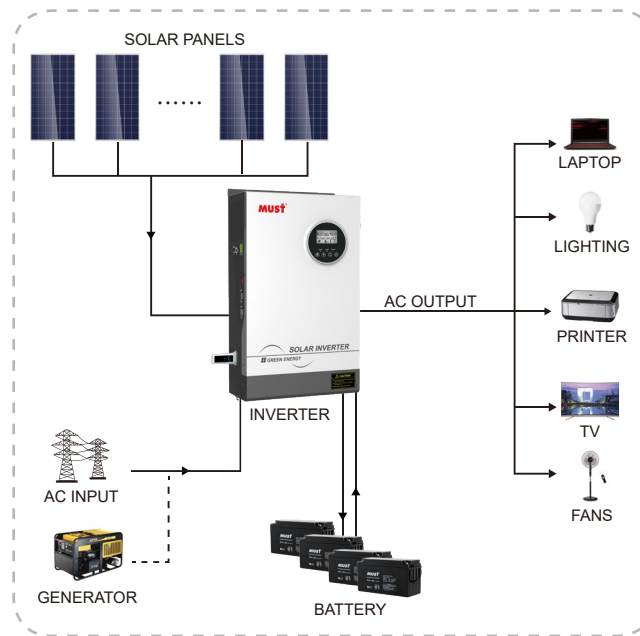 SOLAR PANELS
MUST
SOLAR INVERTER
GREEN ENERGY
INVERTER
AC OUTPUT
LAPTOP
LIGHTING
PRINTER
TV
FANS
AC INPUT
GENERATOR
MUST
MUST
MUST
MUST
BATTERY